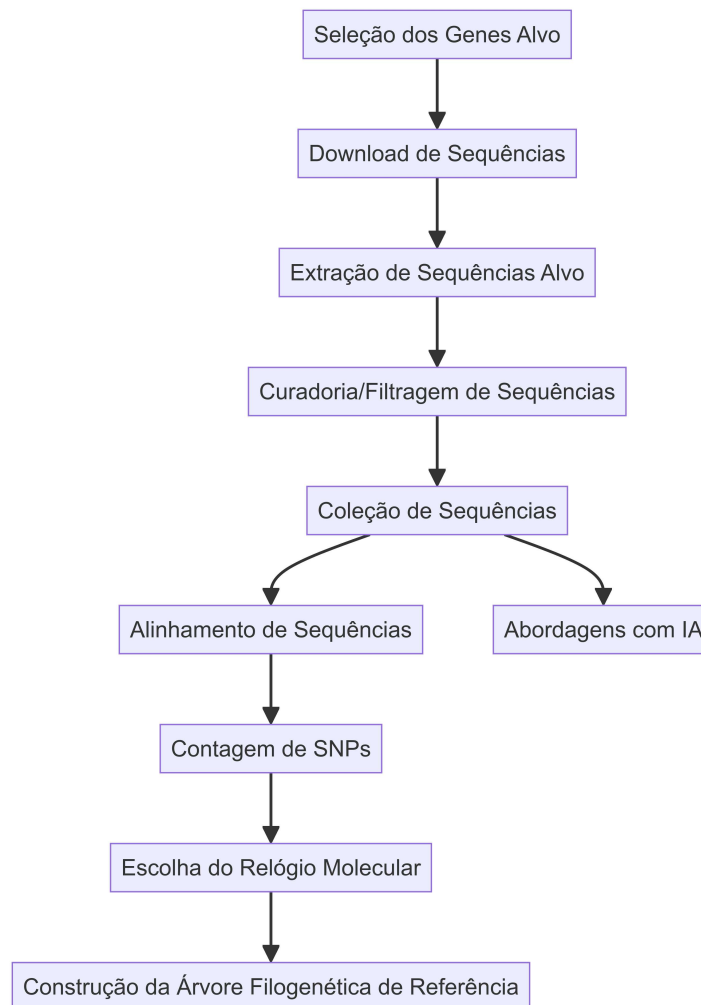 Seleção dos Genes Alvo
Download de Sequências
Extração de Sequências Alvo
Curadoria/Filtragem de Sequências
Coleção de Sequências
Alinhamento de Sequências
Abordagens com IA
Contagem de SNPs
Escolha do Relógio Molecular
Construção da Árvore Filogenética de Referência